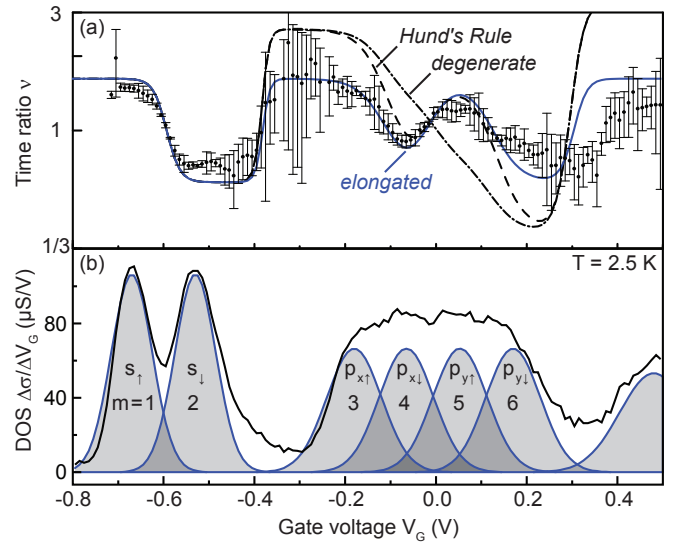 (a)
3
Hund's Rule
degenerate
elongated
1
1/3
Time ratio ν
(b)
T = 2.5 K
80
40
0
DOS Δσ/ΔV_G (µS/V)
s↑
m=1
s↓
2
p_x↑
3
p_x↓
4
p_y↑
5
p_y↓
6
-0.8 -0.6 -0.4 -0.2 0.0 0.2 0.4
Gate voltage V_G (V)